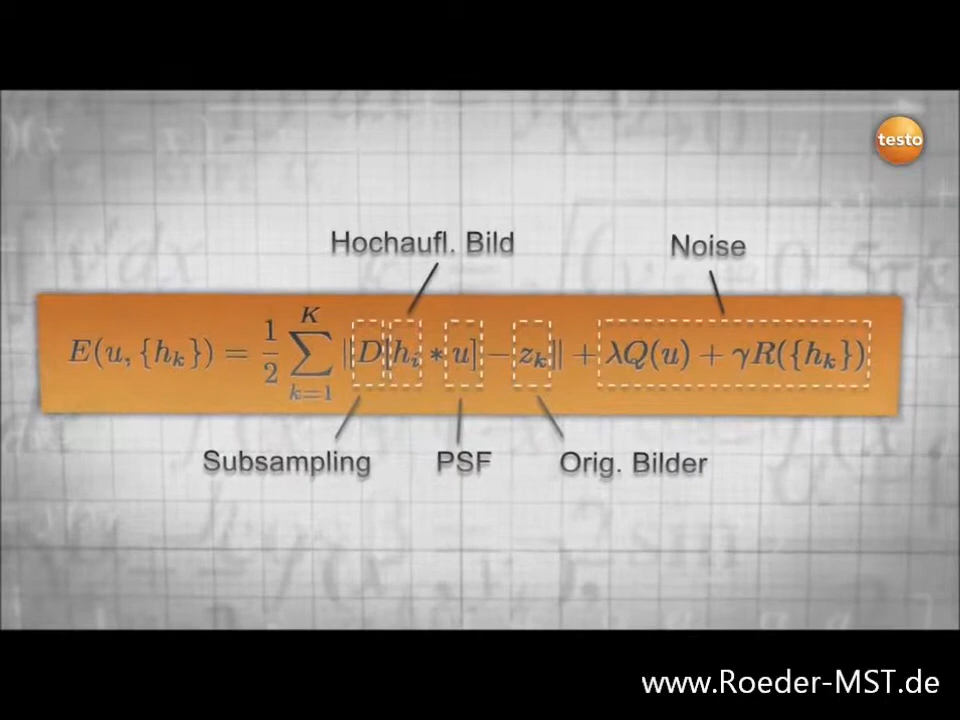 testo
Hochaufl. Bild
Noise
E(u, {h_k}) = 1/2 ∑_{k=1}^{K} ‖D[h_i * u] − z_k‖ + λQ(u) + γR({h_k})
Subsampling
PSF
Orig. Bilder
www.Roeder-MST.de